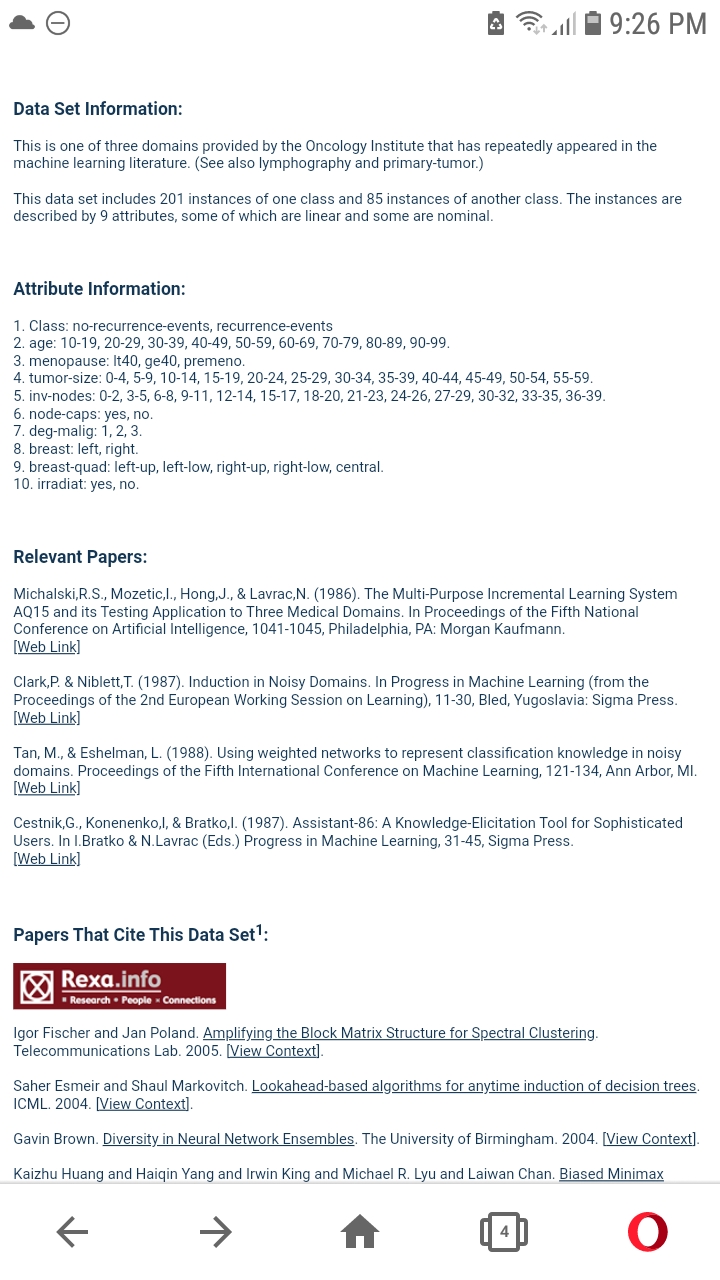 9:26 PM
Data Set Information:
This is one of three domains provided by the Oncology Institute that has repeatedly appeared in the
machine learning literature. (See also lymphography and primary-tumor.)
This data set includes 201 instances of one class and 85 instances of another class. The instances are
described by 9 attributes, some of which are linear and some are nominal.
Attribute Information:
1. Class: no-recurrence-events, recurrence-events
2. age: 10-19, 20-29, 30-39, 40-49, 50-59, 60-69, 70-79, 80-89, 90-99.
3. menopause: lt40, ge40, premeno.
4. tumor-size: 0-4, 5-9, 10-14, 15-19, 20-24, 25-29, 30-34, 35-39, 40-44, 45-49, 50-54, 55-59.
5. inv-nodes: 0-2, 3-5, 6-8, 9-11, 12-14, 15-17, 18-20, 21-23, 24-26, 27-29, 30-32, 33-35, 36-39.
6. node-caps: yes, no.
7. deg-malig: 1, 2, 3.
8. breast: left, right.
9. breast-quad: left-up, left-low, right-up, right-low, central.
10. irradiat: yes, no.
Relevant Papers:
Michalski,R.S., Mozetic,I., Hong,J., & Lavrac,N. (1986). The Multi-Purpose Incremental Learning System
AQ15 and its Testing Application to Three Medical Domains. In Proceedings of the Fifth National
Conference on Artificial Intelligence, 1041-1045, Philadelphia, PA: Morgan Kaufmann.
[Web Link]
Clark,P. & Niblett,T. (1987). Induction in Noisy Domains. In Progress in Machine Learning (from the
Proceedings of the 2nd European Working Session on Learning), 11-30, Bled, Yugoslavia: Sigma Press.
[Web Link]
Tan, M., & Eshelman, L. (1988). Using weighted networks to represent classification knowledge in noisy
domains. Proceedings of the Fifth International Conference on Machine Learning, 121-134, Ann Arbor, MI.
[Web Link]
Cestnik,G., Konenenko,I, & Bratko,I. (1987). Assistant-86: A Knowledge-Elicitation Tool for Sophisticated
Users. In I.Bratko & N.Lavrac (Eds.) Progress in Machine Learning, 31-45, Sigma Press.
[Web Link]
Papers That Cite This Data Set1:
Rexa.info
Research • People • Connections
Igor Fischer and Jan Poland. Amplifying the Block Matrix Structure for Spectral Clustering.
Telecommunications Lab. 2005. [View Context].
Saher Esmeir and Shaul Markovitch. Lookahead-based algorithms for anytime induction of decision trees.
ICML. 2004. [View Context].
Gavin Brown. Diversity in Neural Network Ensembles. The University of Birmingham. 2004. [View Context].
Kaizhu Huang and Haiqin Yang and Irwin King and Michael R. Lyu and Laiwan Chan. Biased Minimax
4